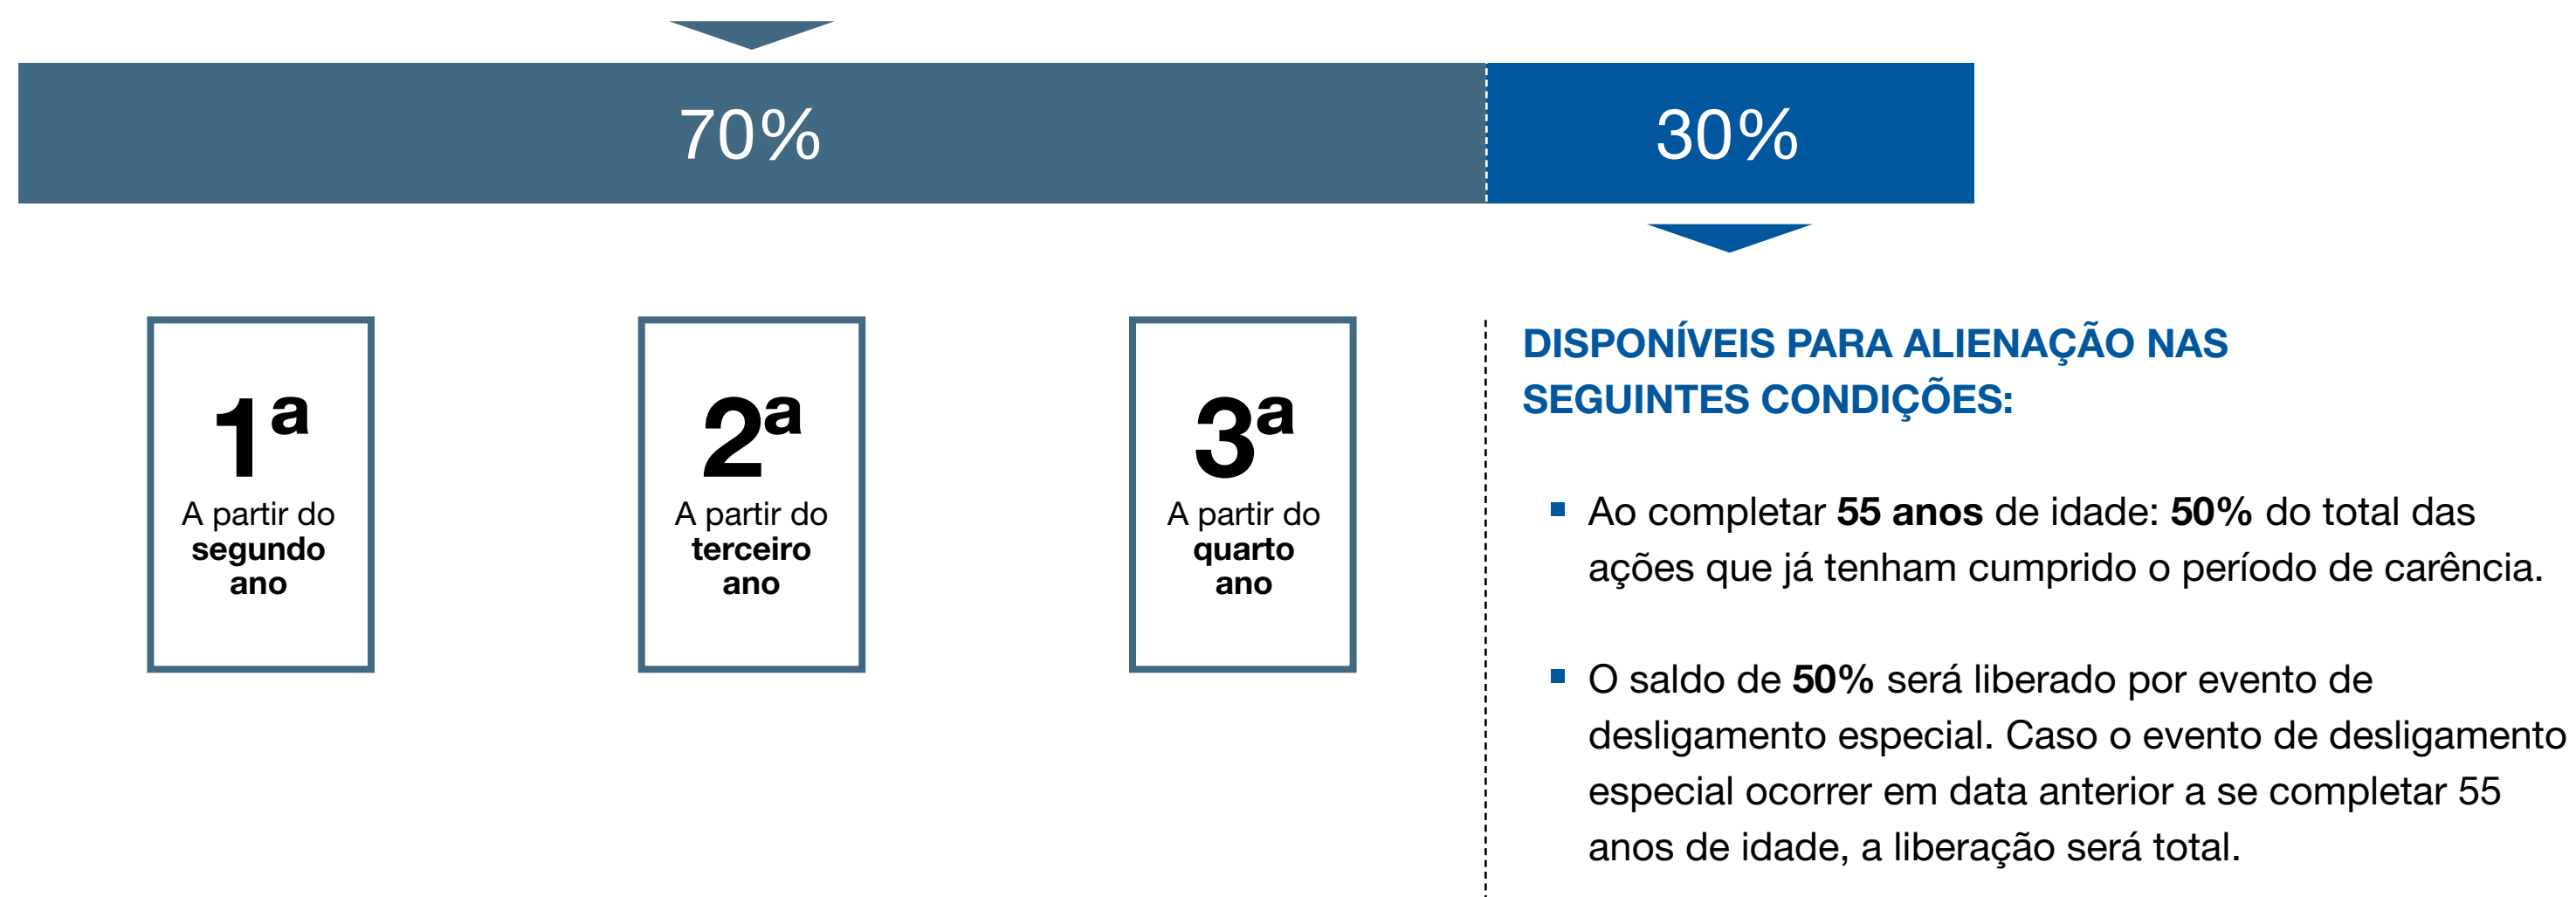 70%
30%
1ª
A partir do
segundo
ano
2ª
A partir do
terceiro
ano
3ª
A partir do
quarto
ano
DISPONÍVEIS PARA ALIENAÇÃO NAS
SEGUINTES CONDIÇÕES:
▪ Ao completar 55 anos de idade: 50% do total das
ações que já tenham cumprido o período de carência.
▪ O saldo de 50% será liberado por evento de
desligamento especial. Caso o evento de desligamento
especial ocorrer em data anterior a se completar 55
anos de idade, a liberação será total.